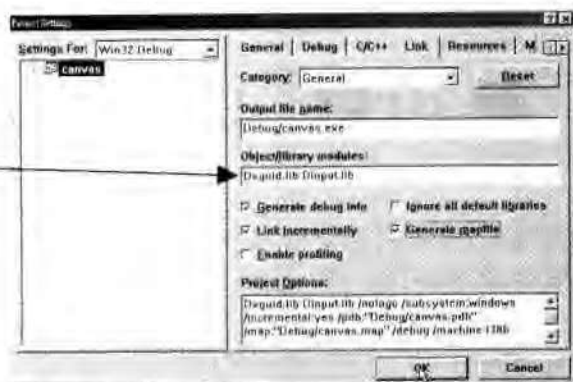 Project Settings
Settings For: Win32 Debug
canvas
General Debug C/C++ Link Resources M
Category: General Reset
Output file name:
Debug/canvas.exe
Object/library modules:
Dxguid.lib Dinput.lib
Generate debug info Ignore all default libraries
Link incrementally Generate mapfile
Enable profiling
Project Options:
Dxguid.lib Dinput.lib /nologo /subsystem:windows
/incremental:yes /pdb:"Debug/canvas.pdb"
/map:"Debug/canvas.map" /debug /machine:I386
OK Cancel